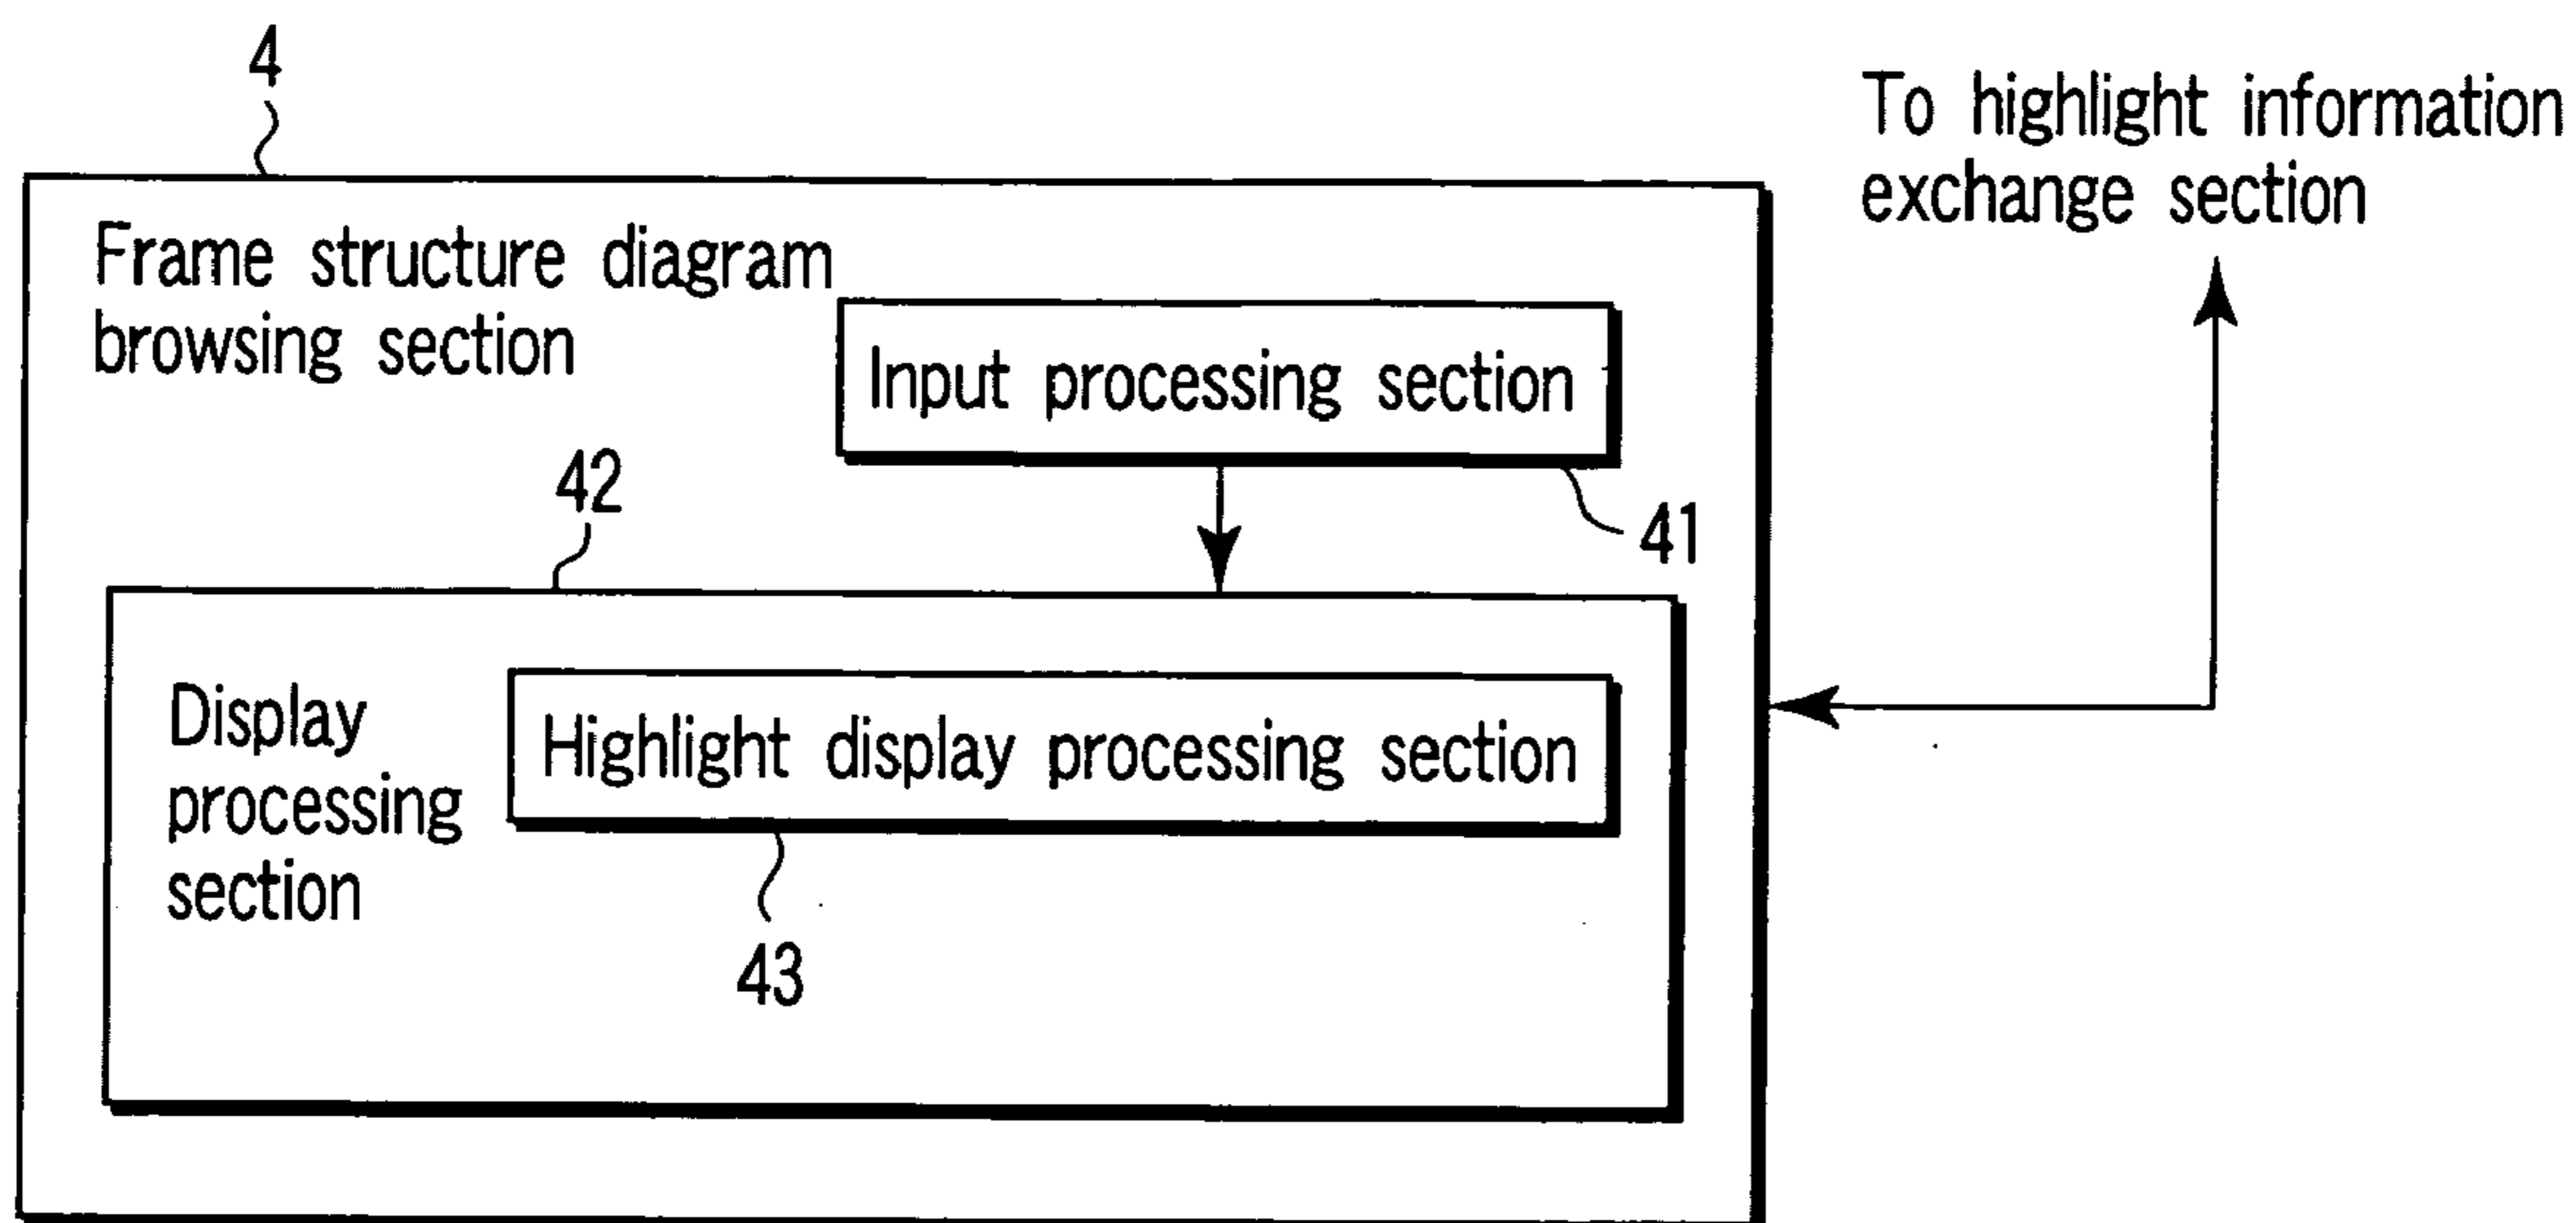 4
To highlight information
exchange section
Frame structure diagram
browsing section
Input processing section
41
42
Display
processing
section
Highlight display processing section
43